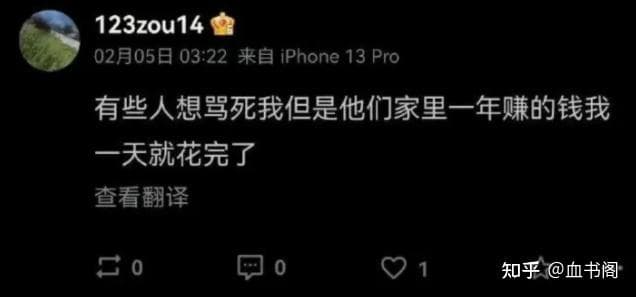 123zou14
02月05日 03:22 来自 iPhone 13 Pro
有些人想骂死我但是他们家里一年赚的钱我
一天就花完了
查看翻译
0 0 1
知乎 @血书阁